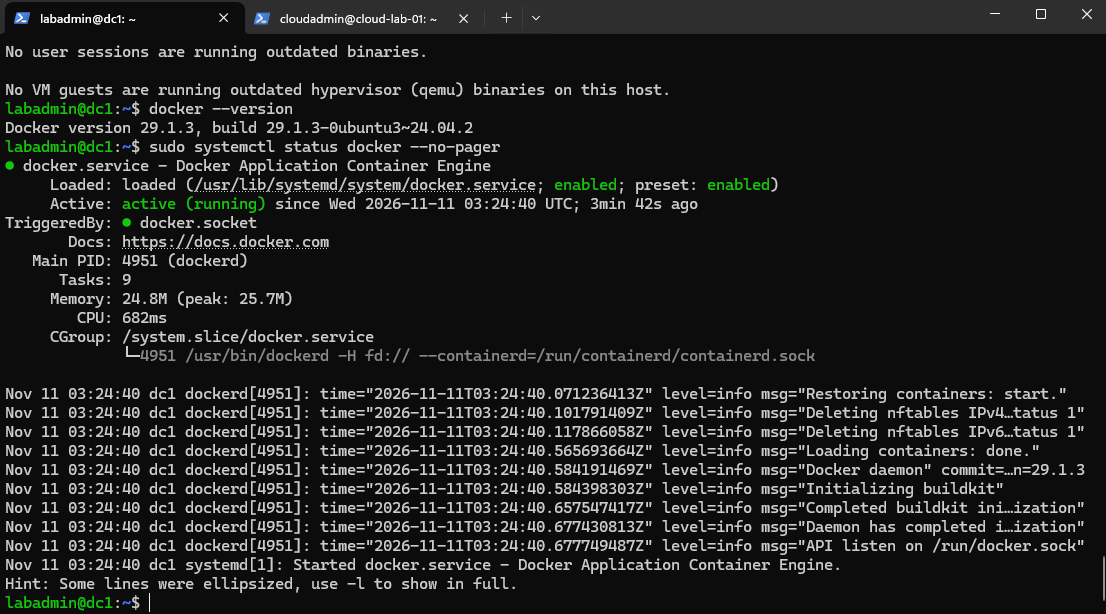 labadmin@dc1: ~
cloudadmin@cloud-lab-01: ~
No user sessions are running outdated binaries.
No VM guests are running outdated hypervisor (qemu) binaries on this host.
labadmin@dc1:~$ docker --version
Docker version 29.1.3, build 29.1.3-0ubuntu3~24.04.2
labadmin@dc1:~$ sudo systemctl status docker --no-pager
● docker.service - Docker Application Container Engine
     Loaded: loaded (/usr/lib/systemd/system/docker.service; enabled; preset: enabled)
     Active: active (running) since Wed 2026-11-11 03:24:40 UTC; 3min 42s ago
TriggeredBy: ● docker.socket
       Docs: https://docs.docker.com
   Main PID: 4951 (dockerd)
      Tasks: 9
     Memory: 24.8M (peak: 25.7M)
        CPU: 682ms
     CGroup: /system.slice/docker.service
             └─4951 /usr/bin/dockerd -H fd:// --containerd=/run/containerd/containerd.sock
Nov 11 03:24:40 dc1 dockerd[4951]: time="2026-11-11T03:24:40.071236413Z" level=info msg="Restoring containers: start."
Nov 11 03:24:40 dc1 dockerd[4951]: time="2026-11-11T03:24:40.101791409Z" level=info msg="Deleting nftables IPv4…tatus 1"
Nov 11 03:24:40 dc1 dockerd[4951]: time="2026-11-11T03:24:40.117866058Z" level=info msg="Deleting nftables IPv6…tatus 1"
Nov 11 03:24:40 dc1 dockerd[4951]: time="2026-11-11T03:24:40.565693664Z" level=info msg="Loading containers: done."
Nov 11 03:24:40 dc1 dockerd[4951]: time="2026-11-11T03:24:40.584191469Z" level=info msg="Docker daemon" commit=…n=29.1.3
Nov 11 03:24:40 dc1 dockerd[4951]: time="2026-11-11T03:24:40.584398303Z" level=info msg="Initializing buildkit"
Nov 11 03:24:40 dc1 dockerd[4951]: time="2026-11-11T03:24:40.657547417Z" level=info msg="Completed buildkit ini…ization"
Nov 11 03:24:40 dc1 dockerd[4951]: time="2026-11-11T03:24:40.677430813Z" level=info msg="Daemon has completed i…ization"
Nov 11 03:24:40 dc1 dockerd[4951]: time="2026-11-11T03:24:40.677749487Z" level=info msg="API listen on /run/docker.sock"
Nov 11 03:24:40 dc1 systemd[1]: Started docker.service - Docker Application Container Engine.
Hint: Some lines were ellipsized, use -l to show in full.
labadmin@dc1:~$